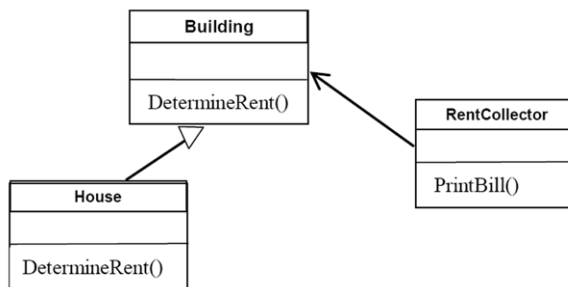 Building
DetermineRent()
RentCollector
PrintBill()
House
DetermineRent()